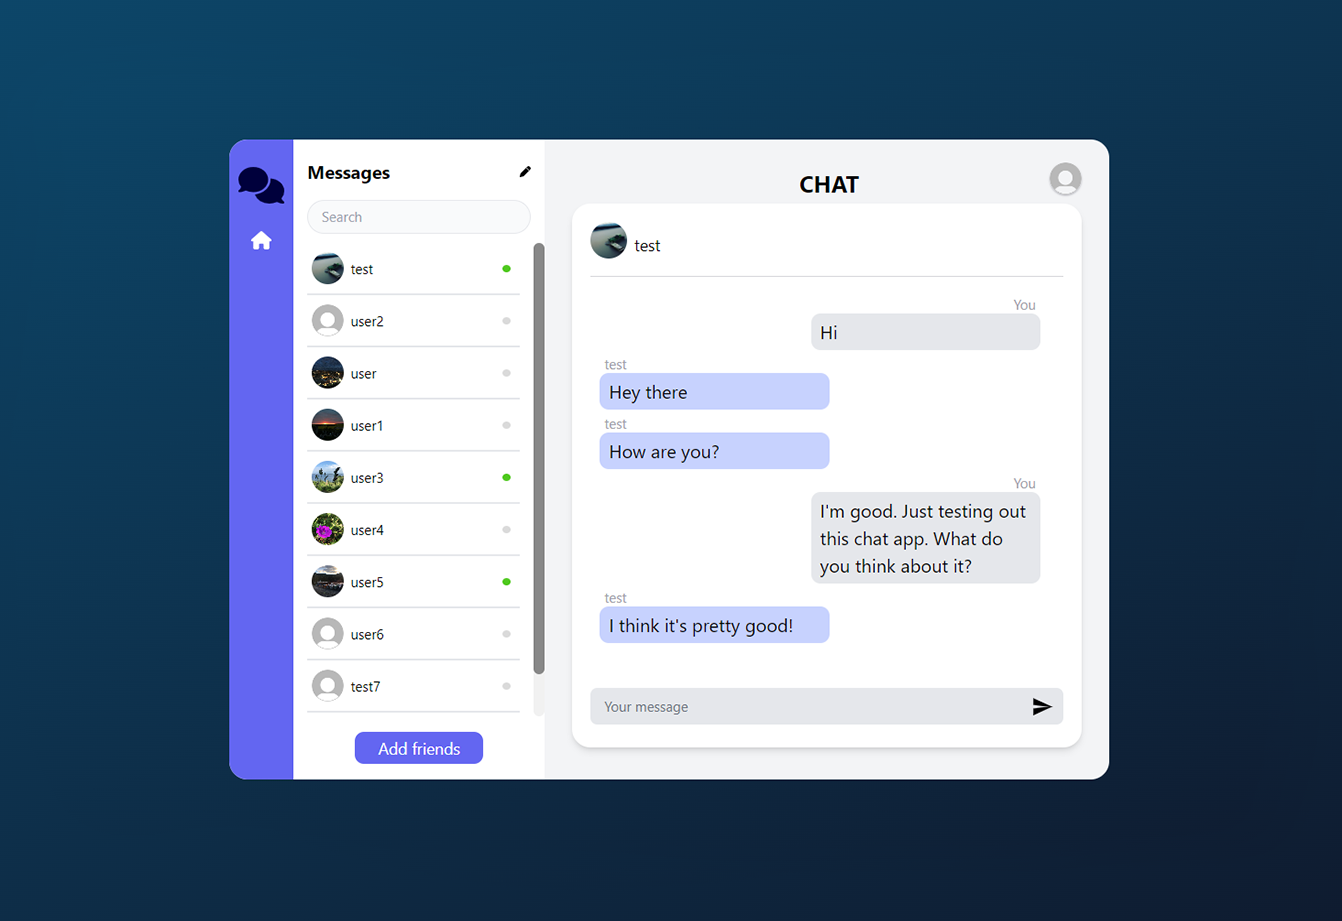 Messages
Search
test
user2
user
user1
user3
user4
user5
user6
test7
Add friends
CHAT
test
You
Hi
test
Hey there
test
How are you?
You
I'm good. Just testing out
this chat app. What do
you think about it?
test
I think it's pretty good!
Your message